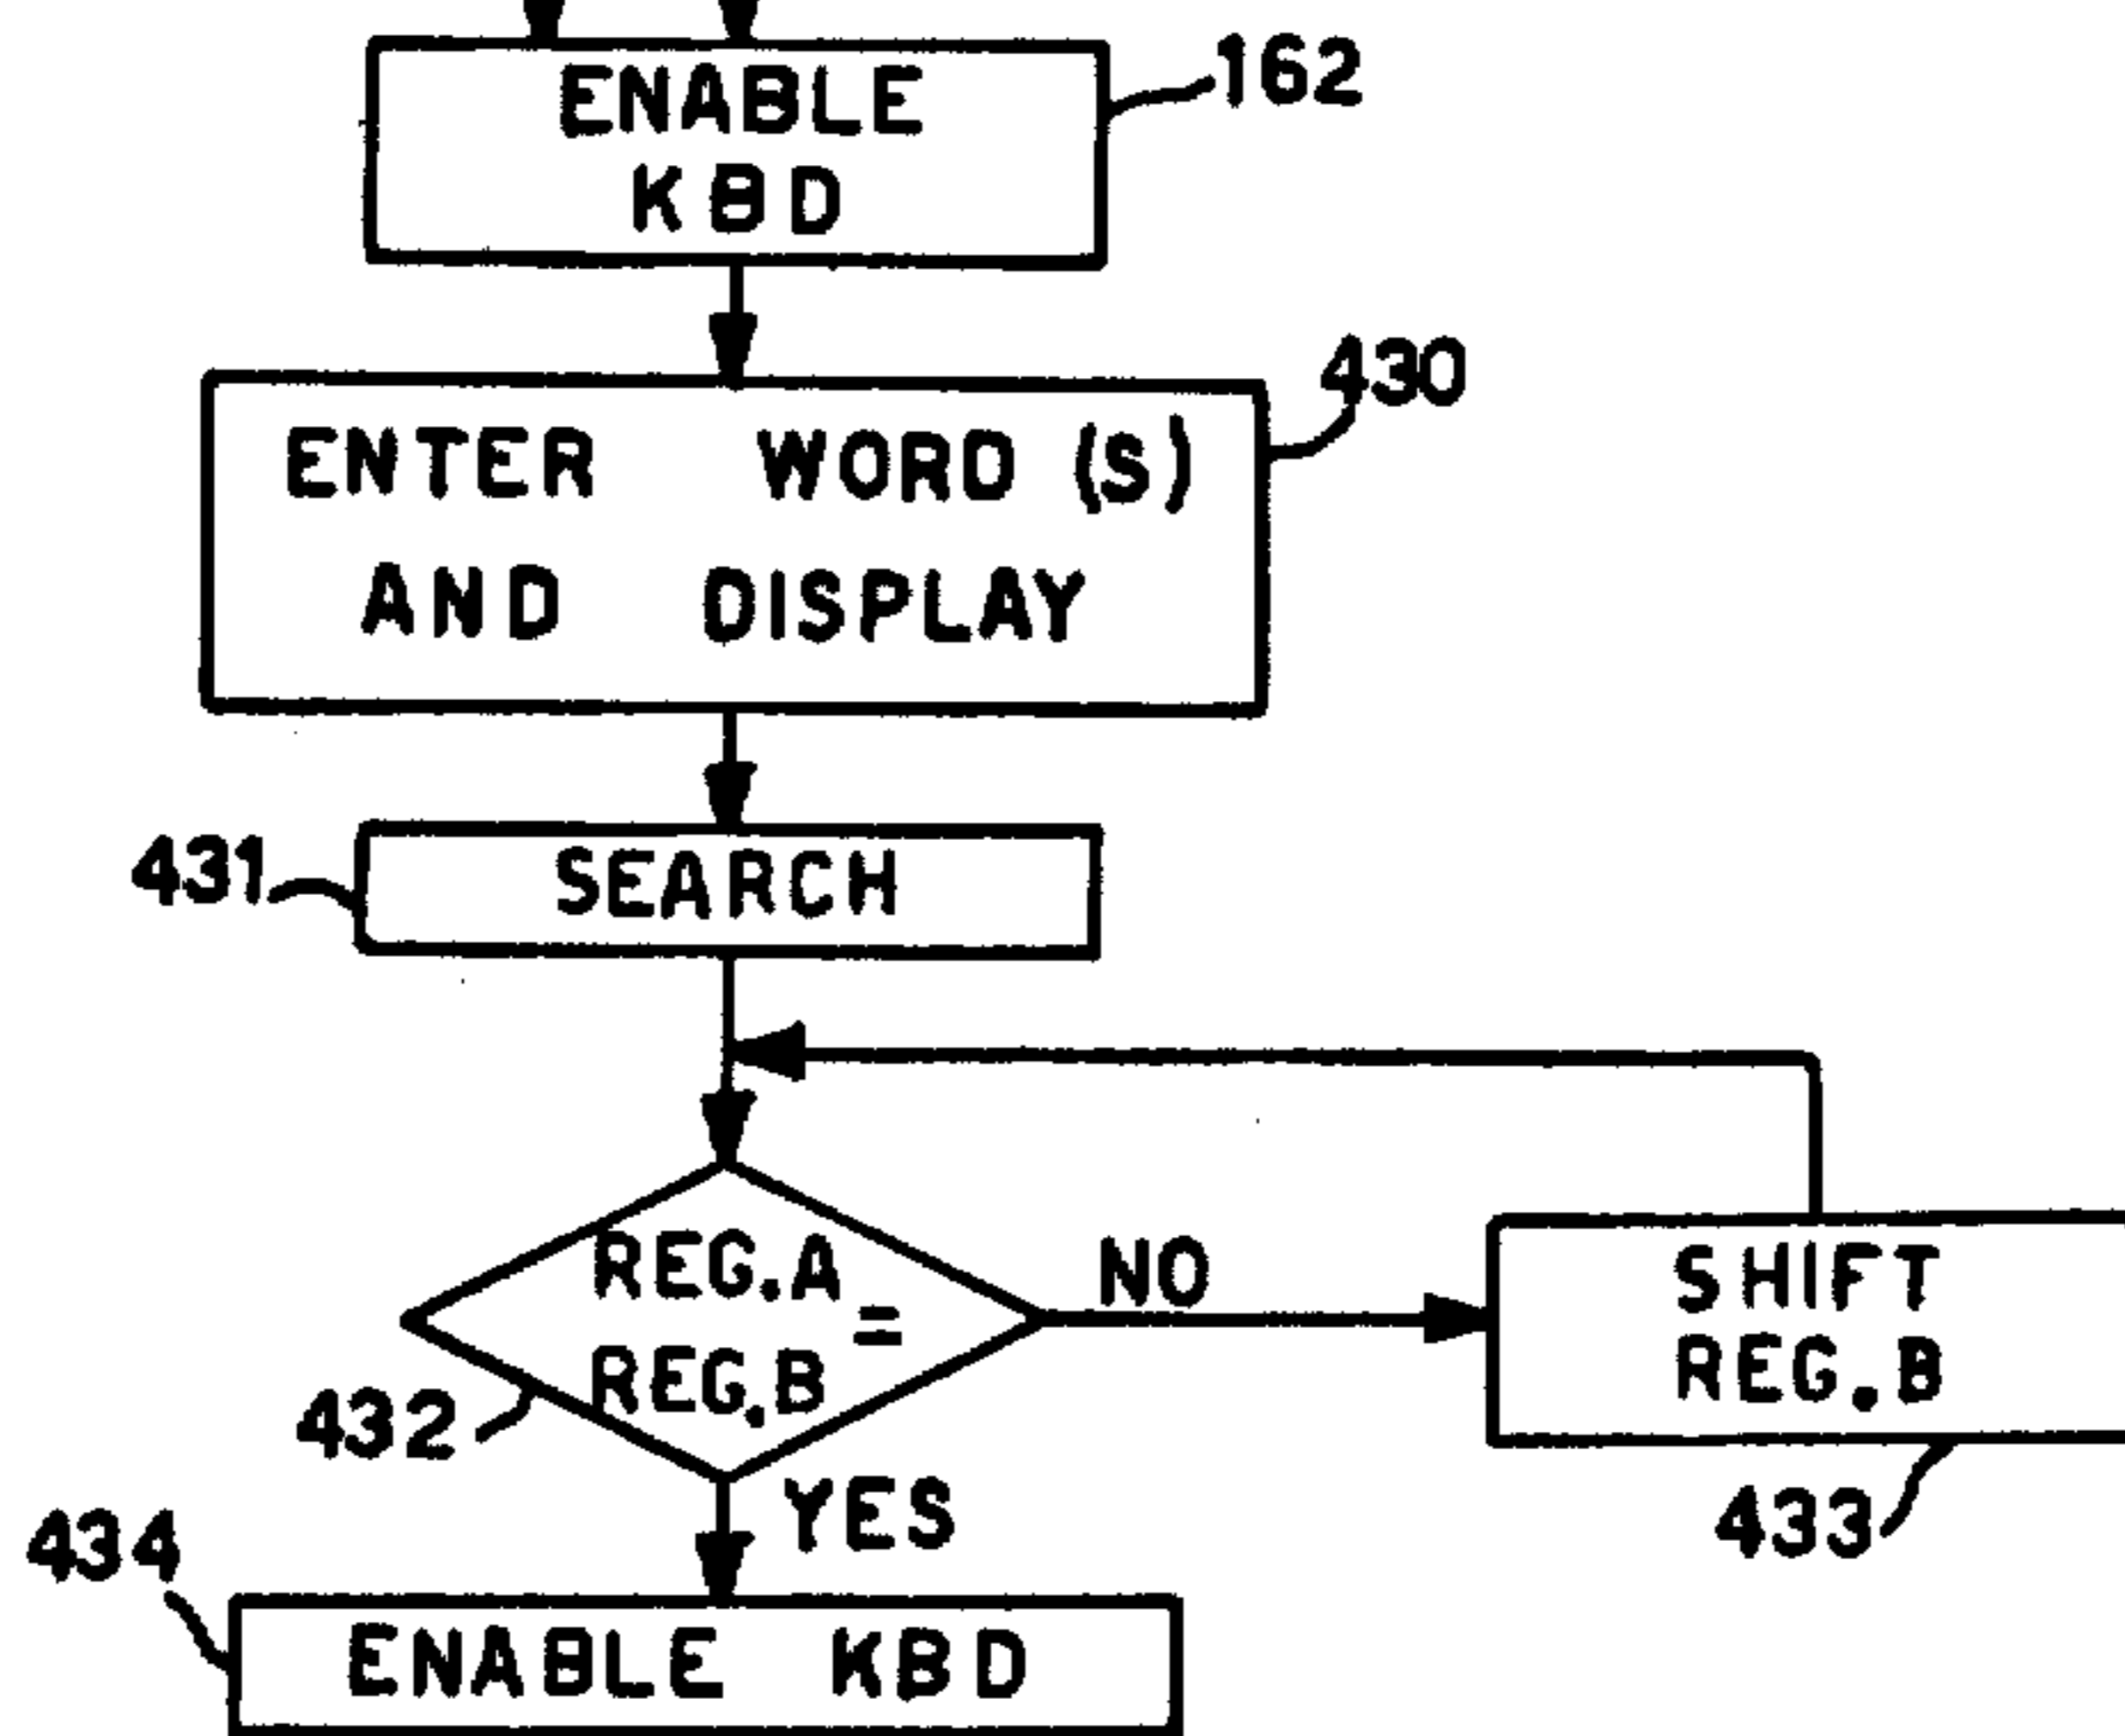 ENABLE
KBD
162
ENTER WORD (S)
AND DISPLAY
430
431
SEARCH
REG.A =
REG.B
NO
SHIFT
REG.B
432
433
YES
434
ENABLE KBD